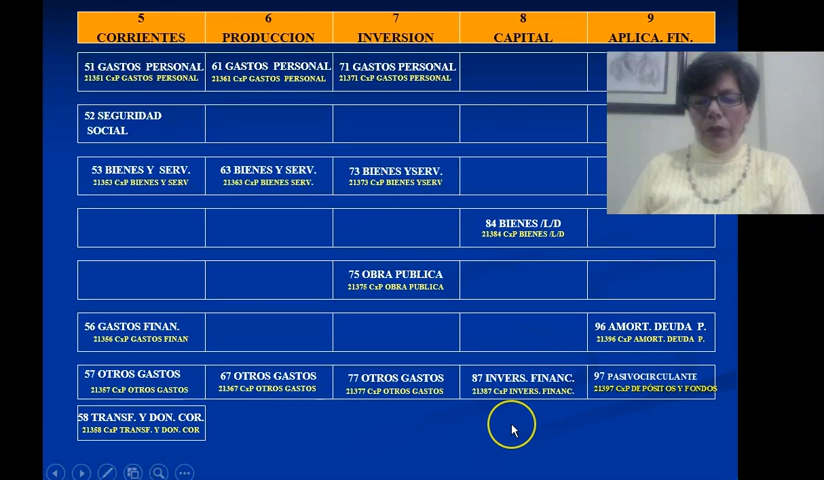 5
CORRIENTES
6
PRODUCCION
7
INVERSION
8
CAPITAL
9
APLICA. FIN.
51 GASTOS PERSONAL
21351 CxP GASTOS PERSONAL
61 GASTOS PERSONAL
21361 CxP GASTOS PERSONAL
71 GASTOS PERSONAL
21371 CxP GASTOS PERSONAL
52 SEGURIDAD
SOCIAL
53 BIENES Y SERV.
21353 CxP BIENES Y SERV
63 BIENES Y SERV.
21363 CxP BIENES SERV.
73 BIENES YSERV.
21373 CxP BIENES YSERV
84 BIENES /L/D
21384 CxP BIENES /L/D
75 OBRA PUBLICA
21375 CxP OBRA PUBLICA
56 GASTOS FINAN.
21356 CxP GASTOS FINAN
96 AMORT. DEUDA P.
21396 CxP AMORT. DEUDA P.
57 OTROS GASTOS
21357 CxP OTROS GASTOS
67 OTROS GASTOS
21367 CxP OTROS GASTOS
77 OTROS GASTOS
21377 CxP OTROS GASTOS
87 INVERS. FINANC.
21387 CxP INVERS. FINANC.
97 PASIVOCIRCULANTE
21397 CxP DE PÓSITOS Y FONDOS
58 TRANSF. Y DON. COR.
21358 CxP TRANSF. Y DON. COR